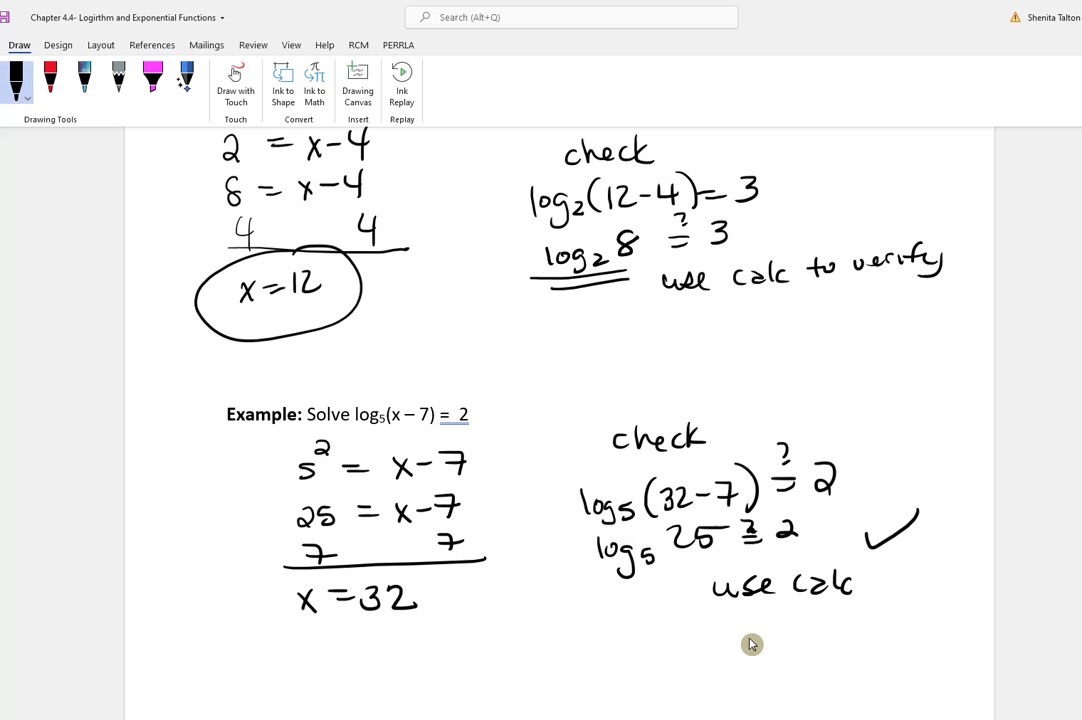 Chapter 4.4- Logirthm and Exponential Functions
Search (Alt+Q)
Shenita Talton
Draw Design Layout References Mailings Review View Help RCM PERRLA
Draw with Touch
Ink to Shape
Ink to Math
Drawing Canvas
Ink Replay
Drawing Tools Touch Convert Insert Replay
2 = x-4
8 = x-4
4 4
x=12
check
log₂(12-4)=3
log₂8 ≟ 3
use calc to verify
Example: Solve log₅(x – 7) = 2
5² = x-7
25 = x-7
7 7
x=32
check
log₅(32-7) ≟ 2
log₅ 25 ≟ 2 ✓
use calc